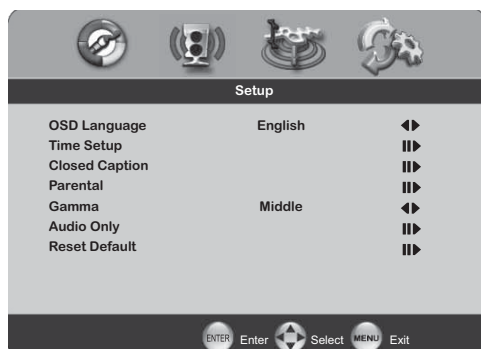 Setup
OSD Language English
Time Setup
Closed Caption
Parental
Gamma Middle
Audio Only
Reset Default
ENTER Enter Select MENU Exit